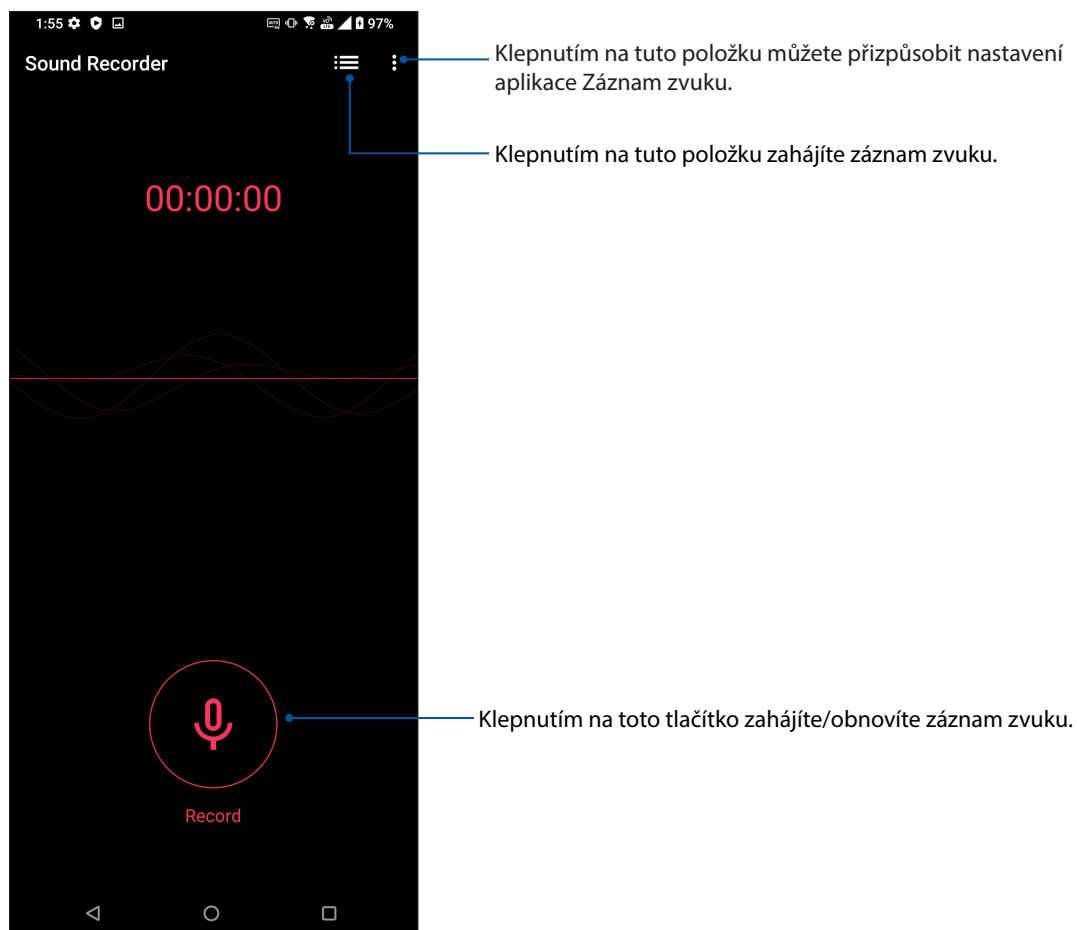 1:55 97%
Sound Recorder
Klepnutím na tuto položku můžete přizpůsobit nastavení
aplikace Záznam zvuku.
Klepnutím na tuto položku zahájíte záznam zvuku.
00:00:00
Klepnutím na toto tlačítko zahájíte/obnovíte záznam zvuku.
Record